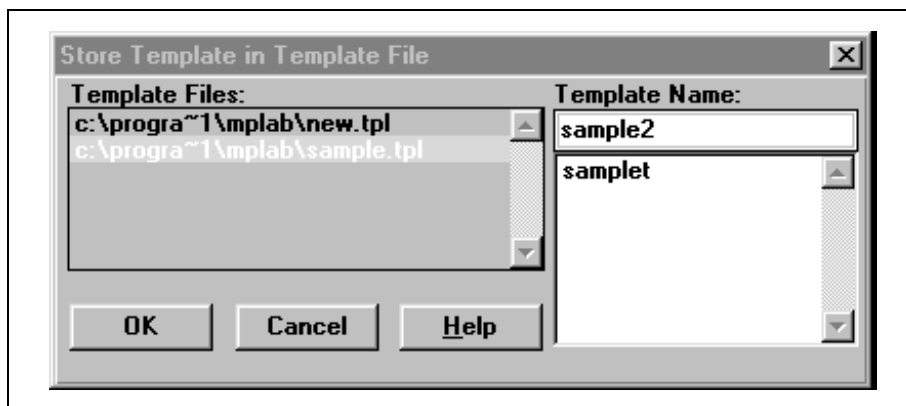 Store Template in Template File
Template Files:
c:\progra~1\mplab\new.tpl
c:\progra~1\mplab\sample.tpl
OK
Cancel
Help
Template Name:
sample2
samplet